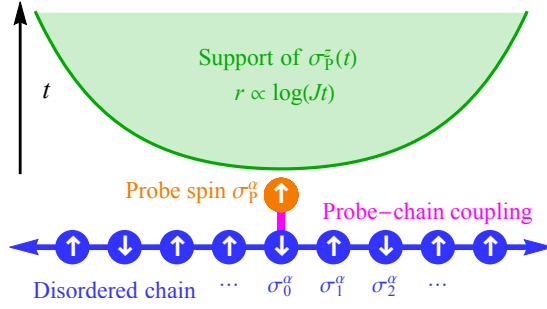 Support of σ_P^z(t)
r ∝ log(Jt)
t
Probe spin σ_P^α
Probe−chain coupling
Disordered chain ⋯ σ_0^α σ_1^α σ_2^α ⋯